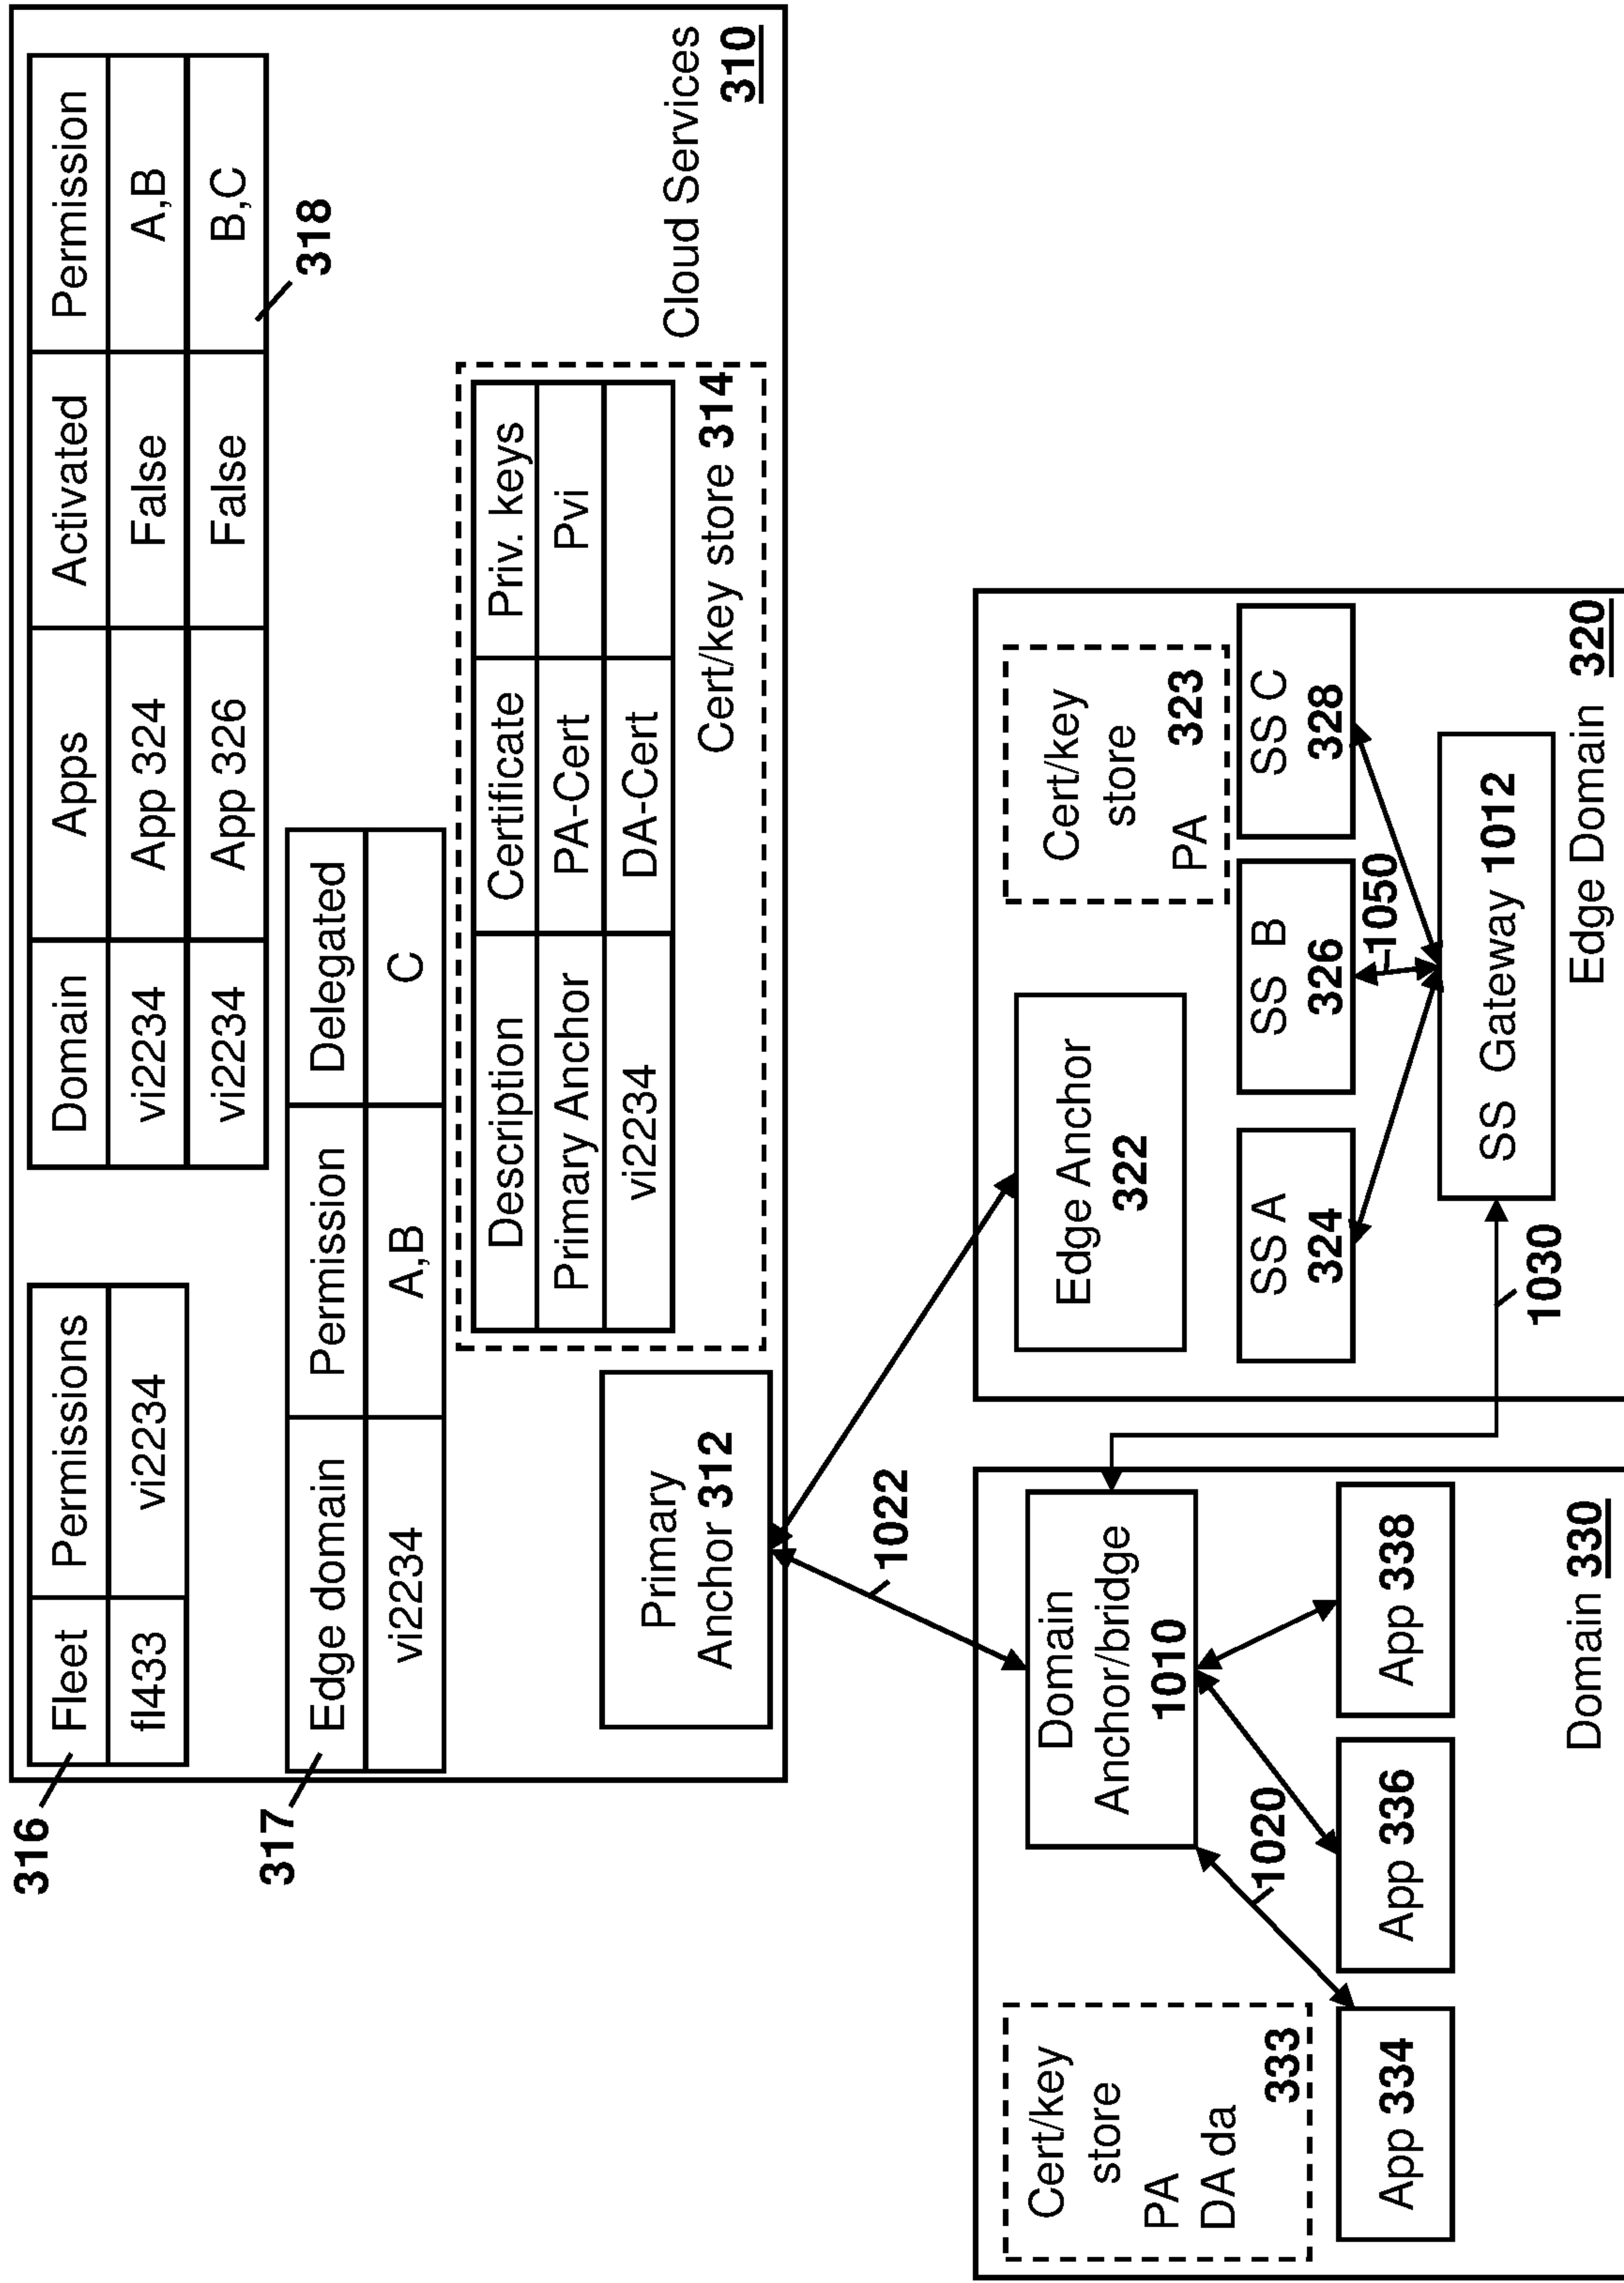 316
Fleet
Permissions
fl433
vi2234
Domain
Apps
Activated
Permission
vi2234
App 324
False
A,B
vi2234
App 326
False
B,C
318
317
Edge domain
Permission
Delegated
vi2234
A,B
C
Description
Certificate
Priv. keys
Primary Anchor
PA-Cert
Pvi
vi2234
DA-Cert
Cert/key store 314
Primary
Anchor 312
Cloud Services
310
1022
Cert/key
store
PA
DA da
333
Domain
Anchor/bridge
1010
1020
App 334
App 336
App 338
Domain 330
1030
Edge Anchor
322
Cert/key
store
PA 323
SS A
324
SS B
326
SS C
328
1050
SS Gateway 1012
Edge Domain 320